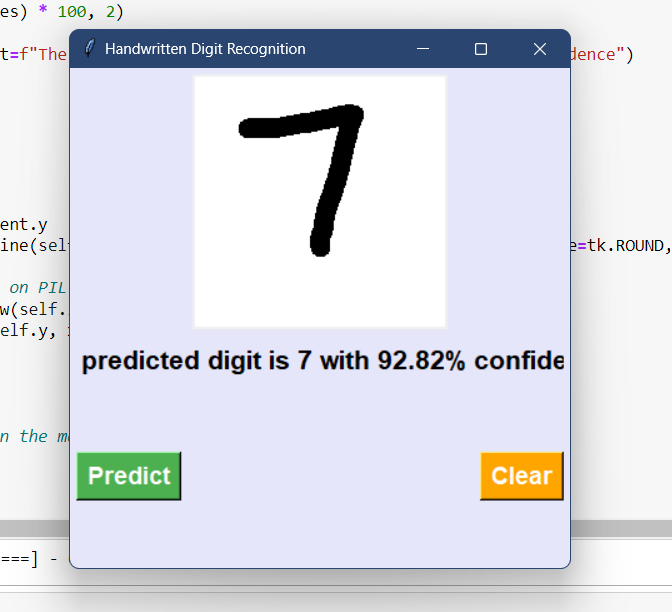 es) * 100, 2)
Handwritten Digit Recognition
t=f"The
dence")
7
ent.y
ine(sel
e=tk.ROUND,
on PIL
w(self.
elf.y,
predicted digit is 7 with 92.82% confide
n the m
Predict
Clear
===] -